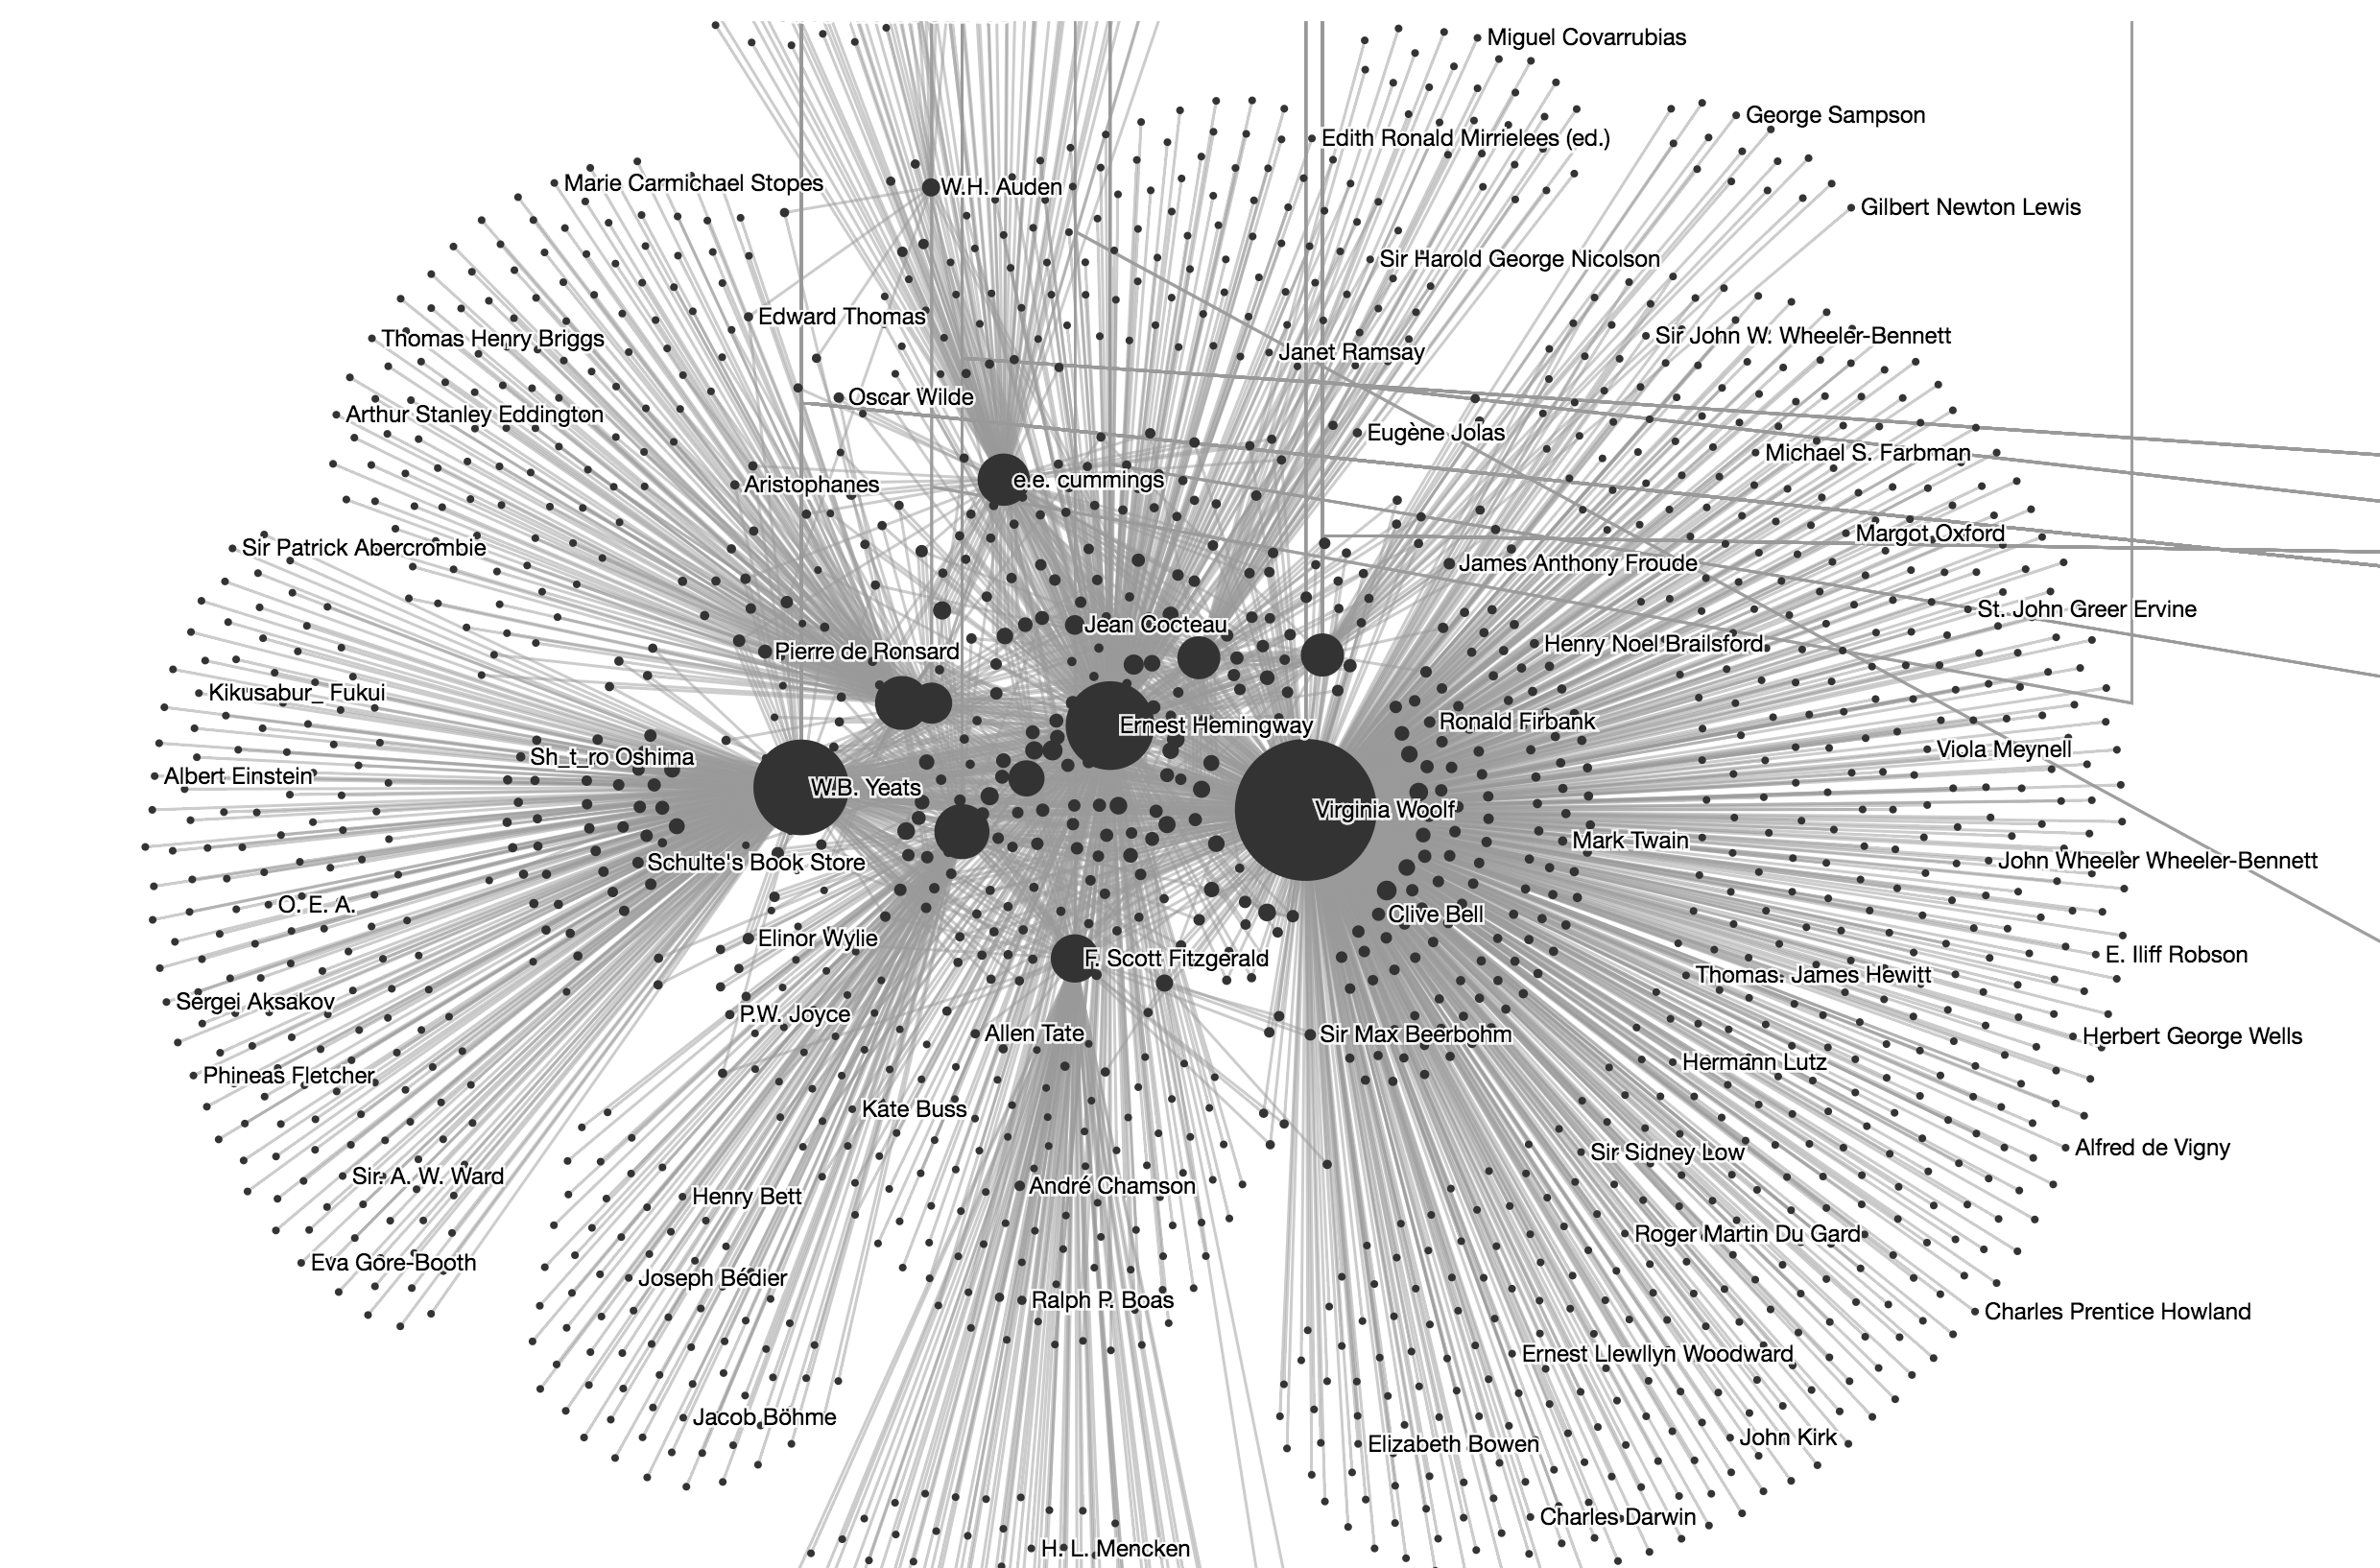 Miguel Covarrubias
George Sampson
Edith Ronald Mirrielees (ed.)
Marie Carmichael Stopes
W.H. Auden
Gilbert Newton Lewis
Sir Harold George Nicolson
Edward Thomas
Thomas Henry Briggs
Sir John W. Wheeler-Bennett
Janet Ramsay
Oscar Wilde
Arthur Stanley Eddington
Eugène Jolas
Michael S. Farbman
e.e. cummings
Aristophanes
Margot Oxford
Sir Patrick Abercrombie
James Anthony Froude
St. John Greer Ervine
Jean Cocteau
Henry Noel Brailsford
Pierre de Ronsard
Kikusabur_ Fukui
Ronald Firbank
Ernest Hemingway
Viola Meynell
Sh_t_ro Oshima
Albert Einstein
W.B. Yeats
Virginia Woolf
Mark Twain
John Wheeler Wheeler-Bennett
Schulte's Book Store
O. E. A.
Clive Bell
Elinor Wylie
E. Iliff Robson
F. Scott Fitzgerald
Thomas. James Hewitt
Sergei Aksakov
P.W. Joyce
Allen Tate
Sir Max Beerbohm
Herbert George Wells
Hermann Lutz
Phineas Fletcher
Kate Buss
Alfred de Vigny
Sir Sidney Low
Sir. A. W. Ward
André Chamson
Henry Bett
Roger Martin Du Gard
Eva Gore-Booth
Joseph Bédier
Ralph P. Boas
Charles Prentice Howland
Ernest Llewllyn Woodward
Jacob Böhme
John Kirk
Elizabeth Bowen
Charles Darwin
H. L. Mencken